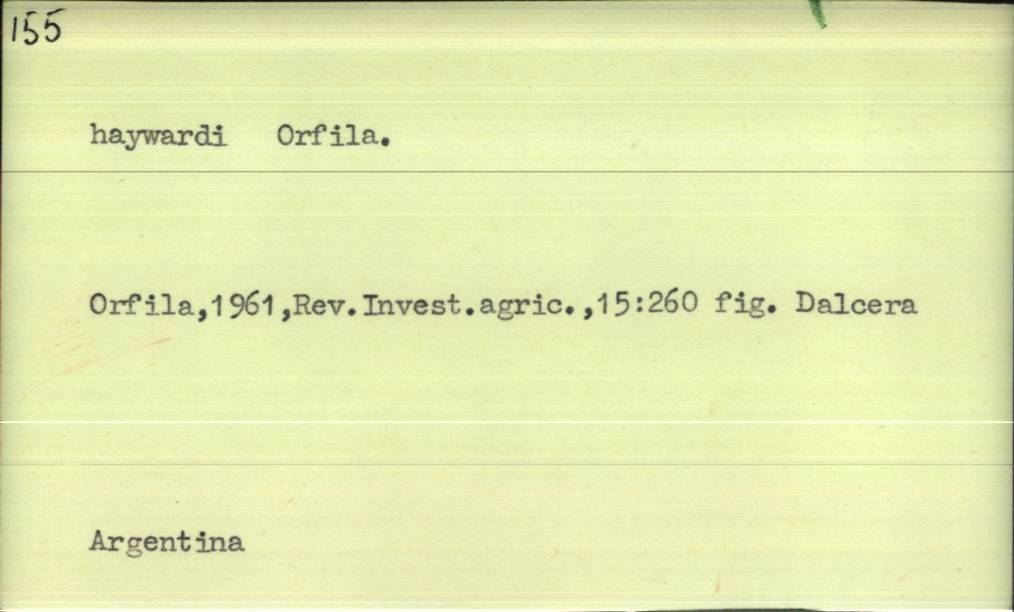 155
haywardi Orfila.
Orfila,1961,Rev.Invest.agric.,15:260 fig. Dalcera
Argentina